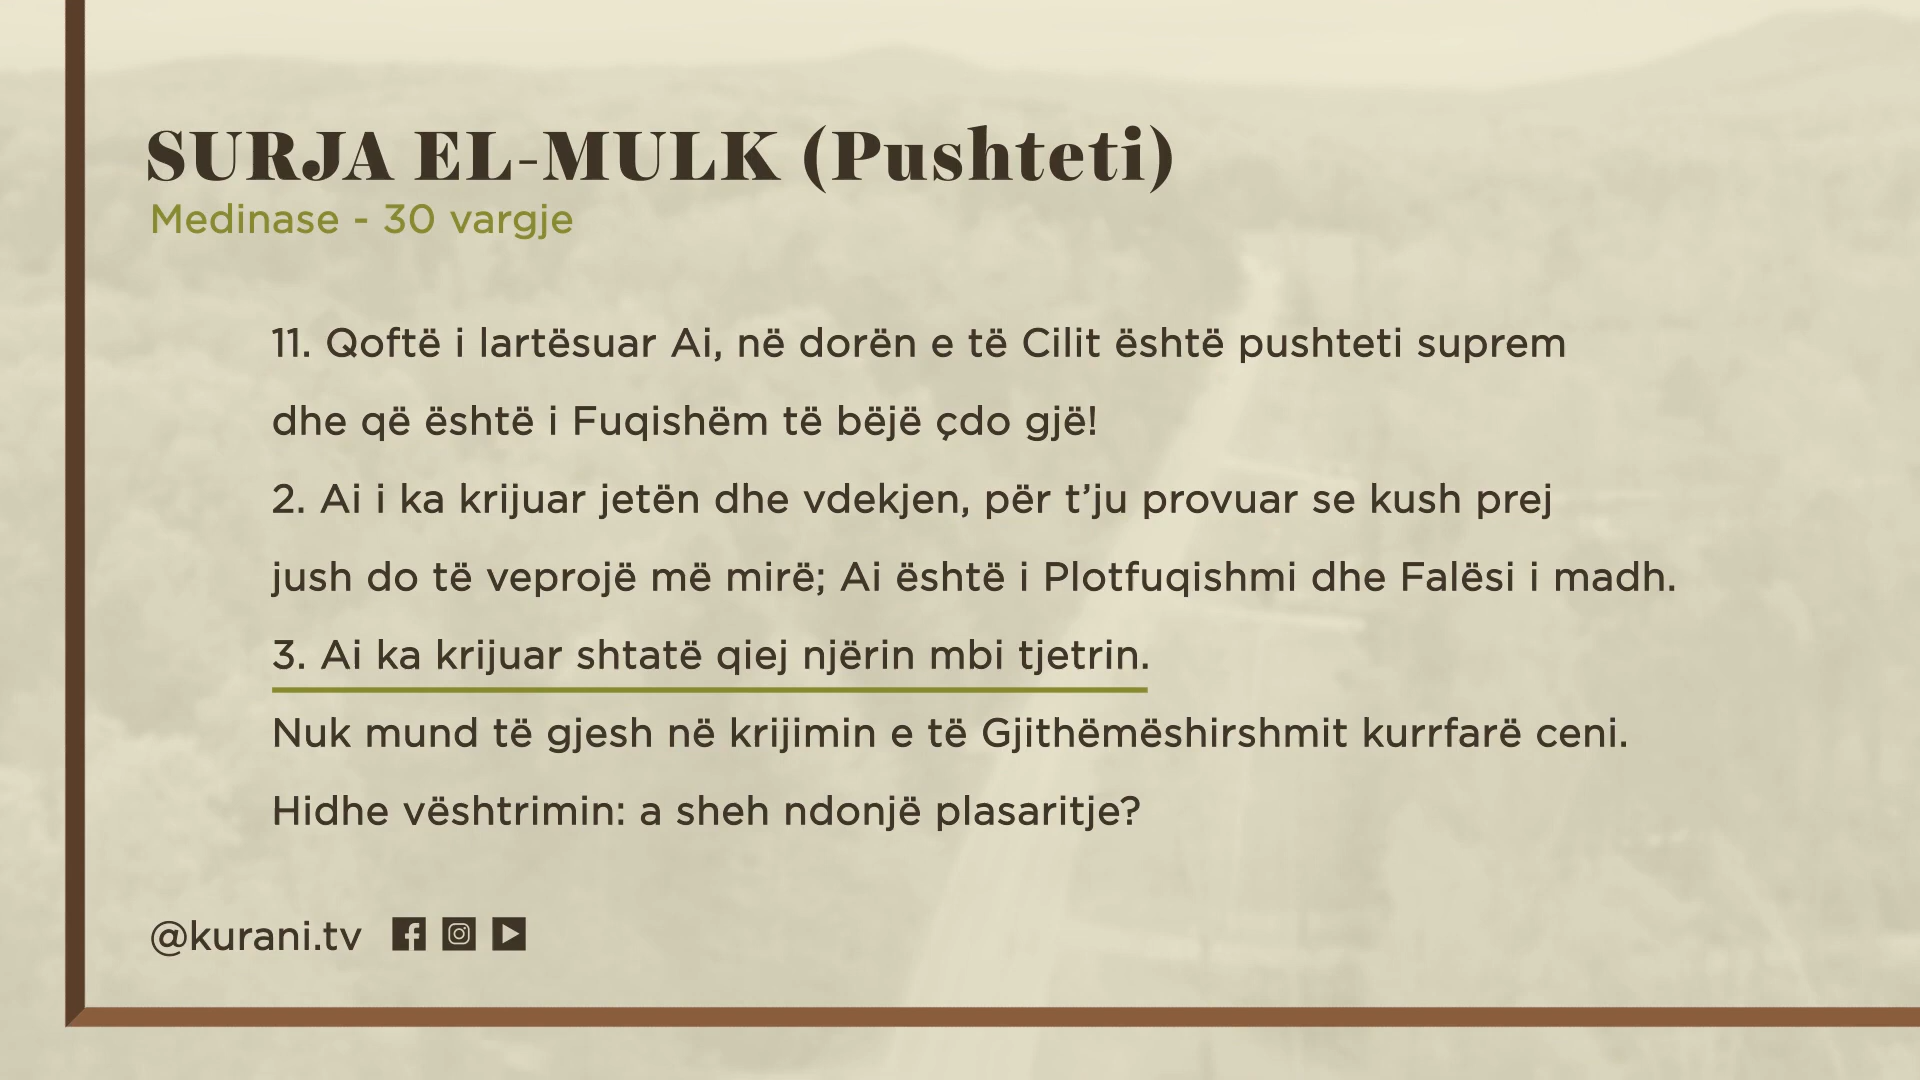 SURJA EL-MULK (Pushteti)
Medinase - 30 vargje
11. Qoftë i lartësuar Ai, në dorën e të Cilit është pushteti suprem
dhe që është i Fuqishëm të bëjë çdo gjë!
2. Ai i ka krijuar jetën dhe vdekjen, për t’ju provuar se kush prej
jush do të veprojë më mirë; Ai është i Plotfuqishmi dhe Falësi i madh.
3. Ai ka krijuar shtatë qiej njërin mbi tjetrin.
Nuk mund të gjesh në krijimin e të Gjithëmëshirshmit kurrfarë ceni.
Hidhe vështrimin: a sheh ndonjë plasaritje?
@kurani.tv